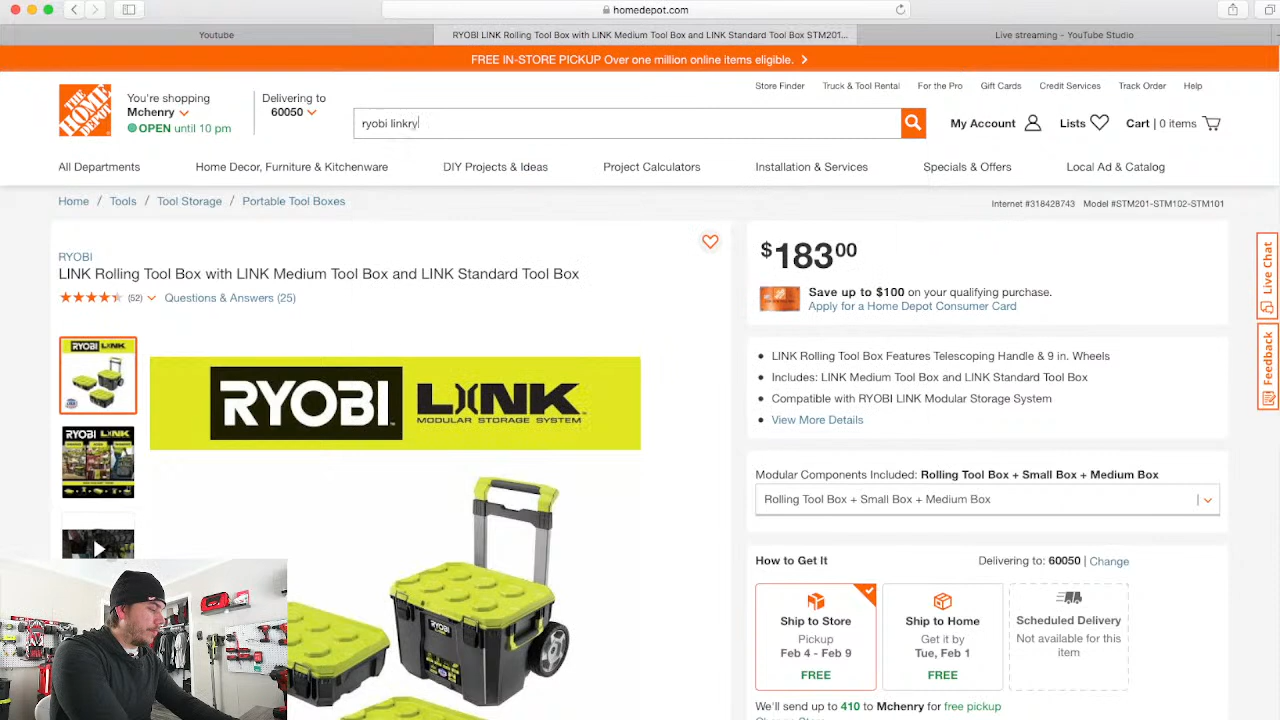 homedepot.com
Youtube
RYOBI LINK Rolling Tool Box with LINK Medium Tool Box and LINK Standard Tool Box STM201...
Live streaming - YouTube Studio
FREE IN-STORE PICKUP Over one million online items eligible.
Store Finder
Truck & Tool Rental
For the Pro
Gift Cards
Credit Services
Track Order
Help
THE HOME DEPOT
You're shopping
Mchenry
OPEN until 10 pm
Delivering to
60050
ryobi linkry
My Account
Lists
Cart | 0 items
All Departments
Home Decor, Furniture & Kitchenware
DIY Projects & Ideas
Project Calculators
Installation & Services
Specials & Offers
Local Ad & Catalog
Home / Tools / Tool Storage / Portable Tool Boxes
Internet #318428743 Model #STM201-STM102-STM101
RYOBI
LINK Rolling Tool Box with LINK Medium Tool Box and LINK Standard Tool Box
(52)
Questions & Answers (25)
RYOBI LINK
RYOBI LINK
RYOBI LINK
MODULAR STORAGE SYSTEM
RYOBI
$18300
Save up to $100 on your qualifying purchase.
Apply for a Home Depot Consumer Card
• LINK Rolling Tool Box Features Telescoping Handle & 9 in. Wheels
• Includes: LINK Medium Tool Box and LINK Standard Tool Box
• Compatible with RYOBI LINK Modular Storage System
• View More Details
Modular Components Included: Rolling Tool Box + Small Box + Medium Box
Rolling Tool Box + Small Box + Medium Box
How to Get It
Delivering to: 60050 | Change
Ship to Store
Pickup
Feb 4 - Feb 9
FREE
Ship to Home
Get it by
Tue, Feb 1
FREE
Scheduled Delivery
Not available for this
item
We'll send up to 410 to Mchenry for free pickup
Live Chat
Feedback